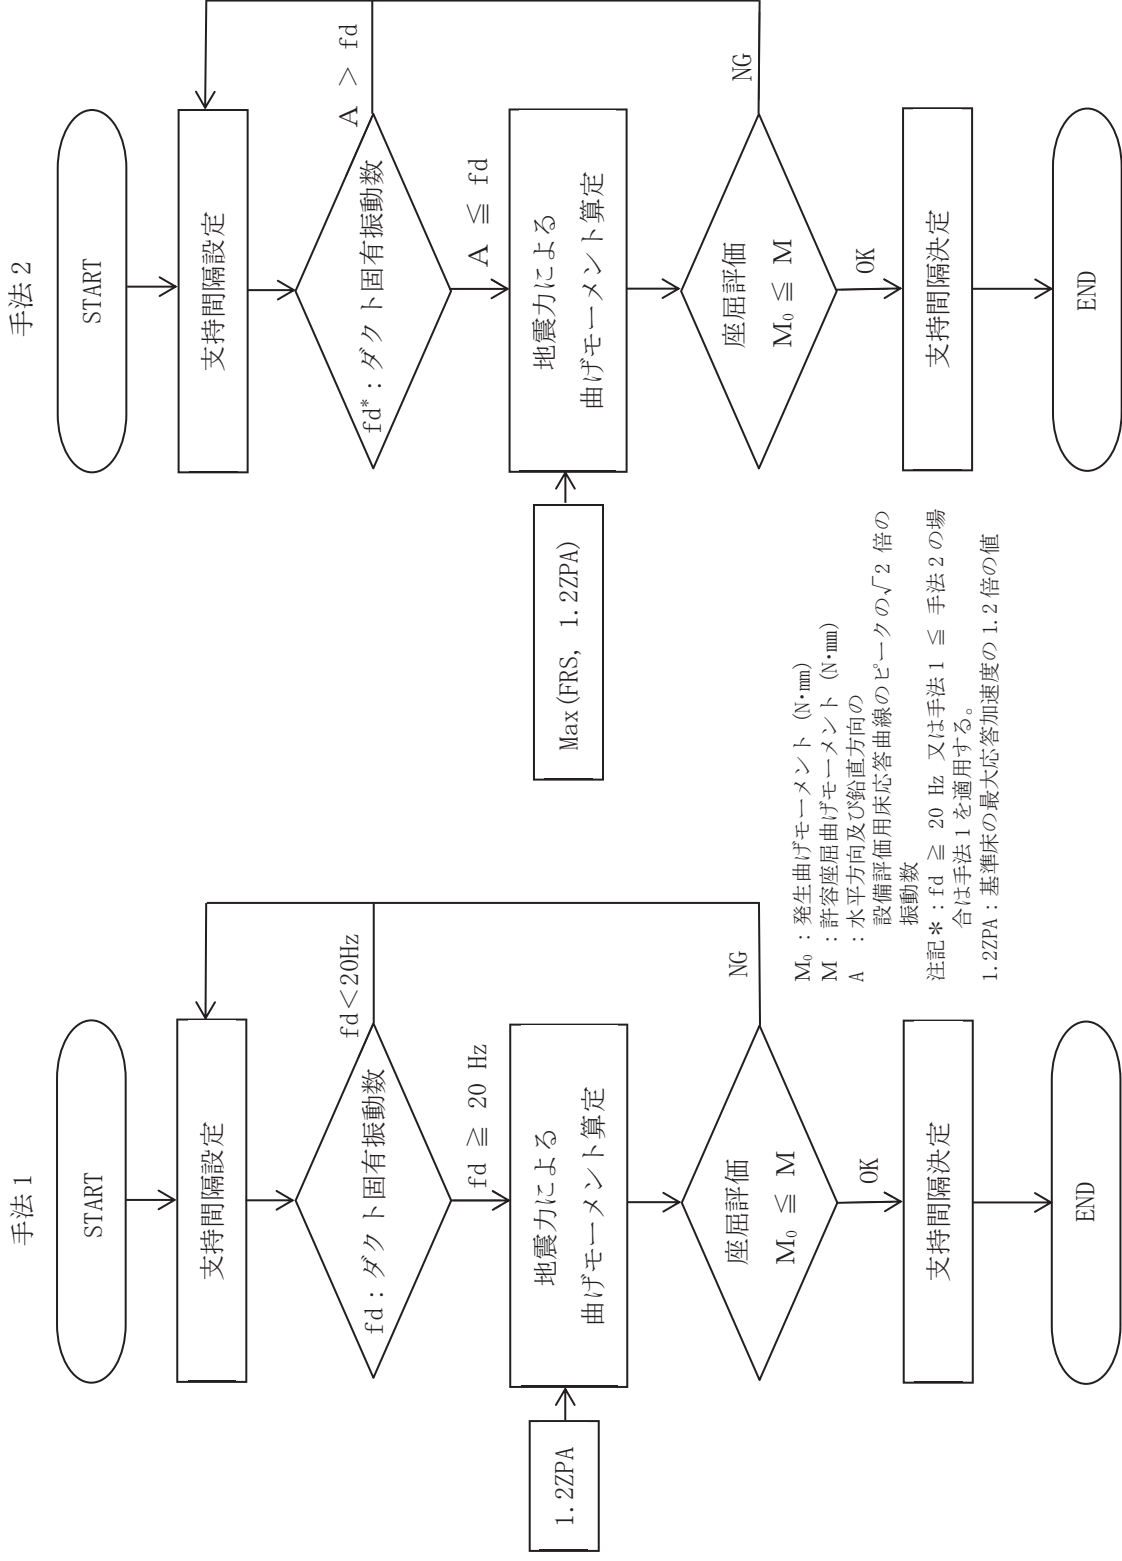 手法1
START
支持間隔設定
fd：ダクト固有振動数
fd＜20Hz
fd ≧ 20 Hz
1.2ZPA
地震力による
曲げモーメント算定
座屈評価
M₀ ≦ M
NG
OK
支持間隔決定
END
手法2
START
支持間隔設定
fd*：ダクト固有振動数
A ＞ fd
A ≦ fd
Max(FRS, 1.2ZPA)
地震力による
曲げモーメント算定
座屈評価
M₀ ≦ M
NG
OK
支持間隔決定
END
M₀：発生曲げモーメント (N･mm)
M ：許容座屈曲げモーメント (N･mm)
A ：水平方向及び鉛直方向の
設備評価用床応答曲線のピークの√2 倍の
振動数
注記＊：fd ≧ 20 Hz 又は手法1 ≦ 手法2の場
合は手法1を適用する。
1.2ZPA：基準床の最大応答加速度の1.2倍の値